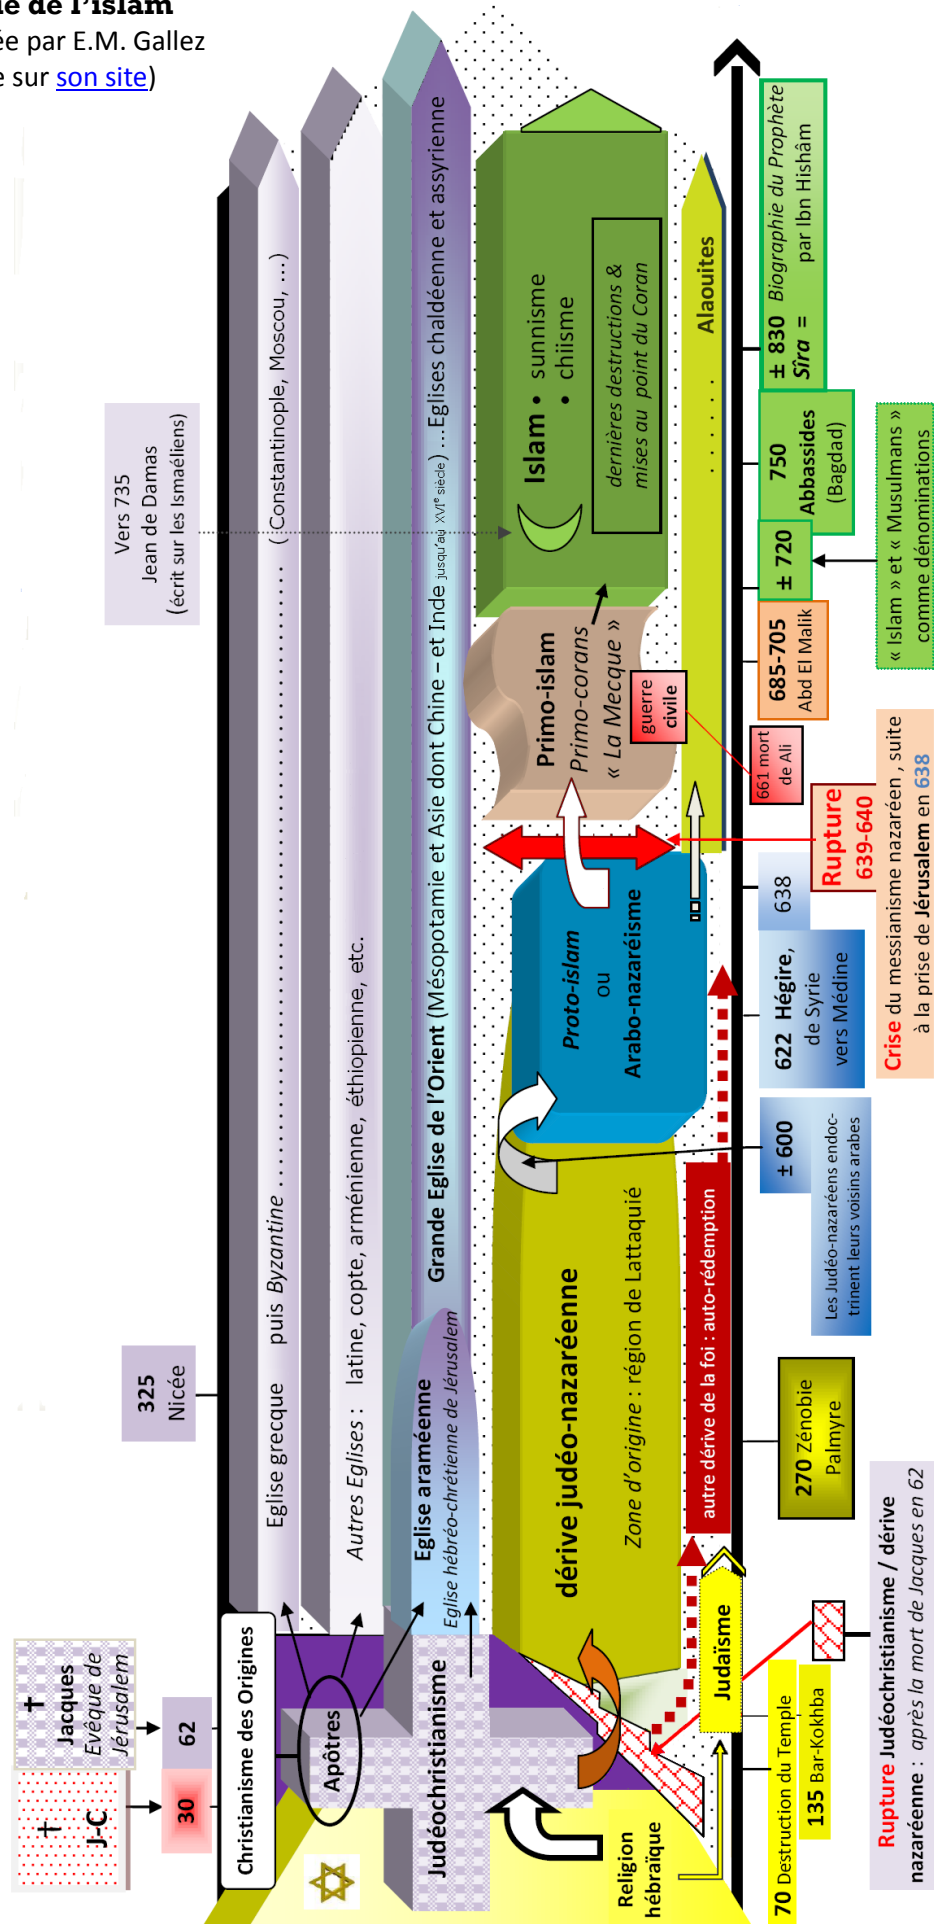 de l'islam
ée par E.M. Gallez
e sur son site)
Vers 735
Jean de Damas
(écrit sur les Ismaéliens)
325
Nicée
✝
Jacques
Evêque de
Jérusalem
✝
J-C
62
30
Christianisme des Origines
Apôtres
Eglise grecque puis Byzantine ........ ( Constantinople, Moscou, ...)
Autres Eglises : latine, copte, arménienne, éthiopienne, etc.
Grande Eglise de l'Orient (Mésopotamie et Asie dont Chine – et Inde jusqu'au XVIe siècle) ...Eglises chaldéenne et assyrienne
Eglise araméenne
Eglise hébréo-chrétienne de Jérusalem
Judéochristianisme
Religion
hébraïque
dérive judéo-nazaréenne
Zone d'origine : région de Lattaquié
Proto-islam
ou
Arabo-nazaréisme
Primo-islam
Primo-corans
« La Mecque »
guerre
civile
Islam • sunnisme
• chiisme
dernières destructions &
mises au point du Coran
Alaouites
. . . . . .
autre dérive de la foi : auto-rédemption
Judaïsme
70 Destruction du Temple
135 Bar-Kokhba
270 Zénobie
Palmyre
± 600
Les Judéo-nazaréens endoc-
trinent leurs voisins arabes
622 Hégire,
de Syrie
vers Médine
638
Rupture
639-640
661 mort
de Ali
685-705
Abd El Malik
± 720
750
Abbassides
(Bagdad)
± 830 Biographie du Prophète
Sîra = par Ibn Hishâm
« Islam » et « Musulmans »
comme dénominations
Crise du messianisme nazaréen , suite
à la prise de Jérusalem en 638
Rupture Judéochristianisme / dérive
nazaréenne : après la mort de Jacques en 62